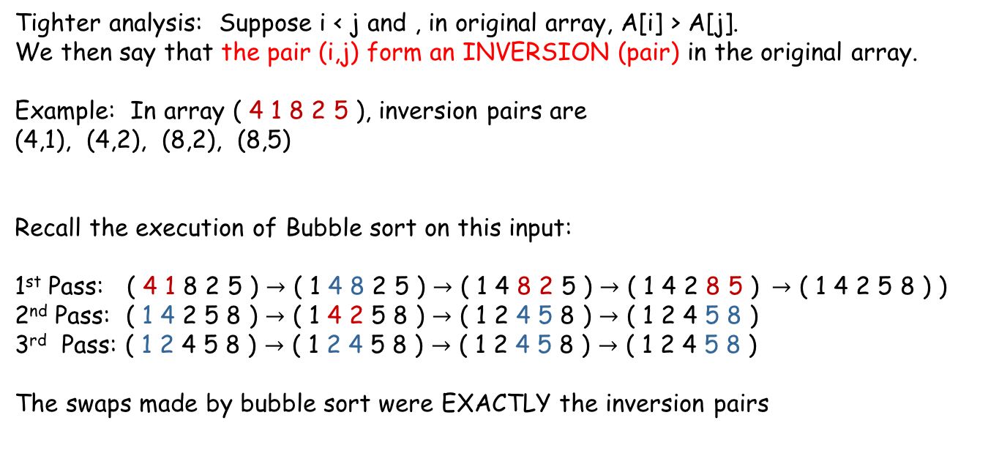 Tighter analysis: Suppose i < j and , in original array, A[i] > A[j].
We then say that the pair (i,j) form an INVERSION (pair) in the original array.
Example: In array ( 4 1 8 2 5 ), inversion pairs are
(4,1), (4,2), (8,2), (8,5)
Recall the execution of Bubble sort on this input:
1st Pass: ( 4 1 8 2 5 ) → ( 1 4 8 2 5 ) → ( 1 4 8 2 5 ) → ( 1 4 2 8 5 ) → ( 1 4 2 5 8 ) )
2nd Pass: ( 1 4 2 5 8 ) → ( 1 4 2 5 8 ) → ( 1 2 4 5 8 ) → ( 1 2 4 5 8 )
3rd Pass: ( 1 2 4 5 8 ) → ( 1 2 4 5 8 ) → ( 1 2 4 5 8 ) → ( 1 2 4 5 8 )
The swaps made by bubble sort were EXACTLY the inversion pairs